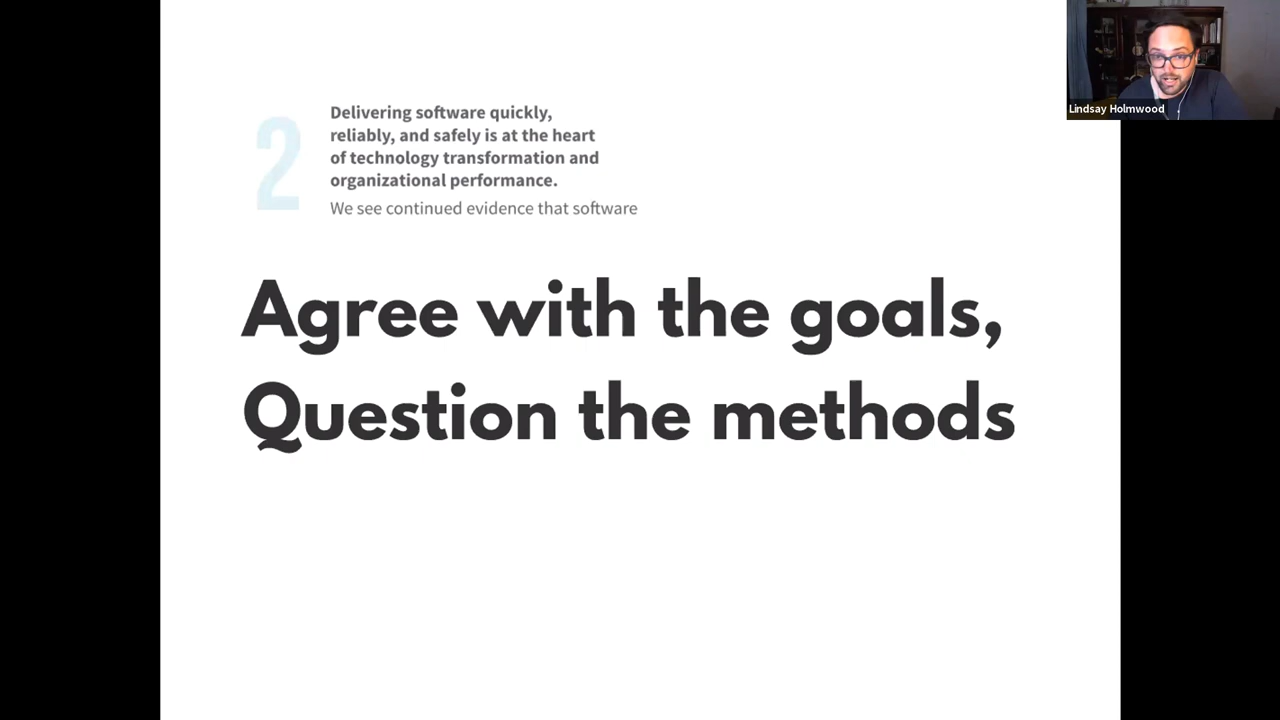 Lindsay Holmwood
2
Delivering software quickly,
reliably, and safely is at the heart
of technology transformation and
organizational performance.
We see continued evidence that software
Agree with the goals,
Question the methods